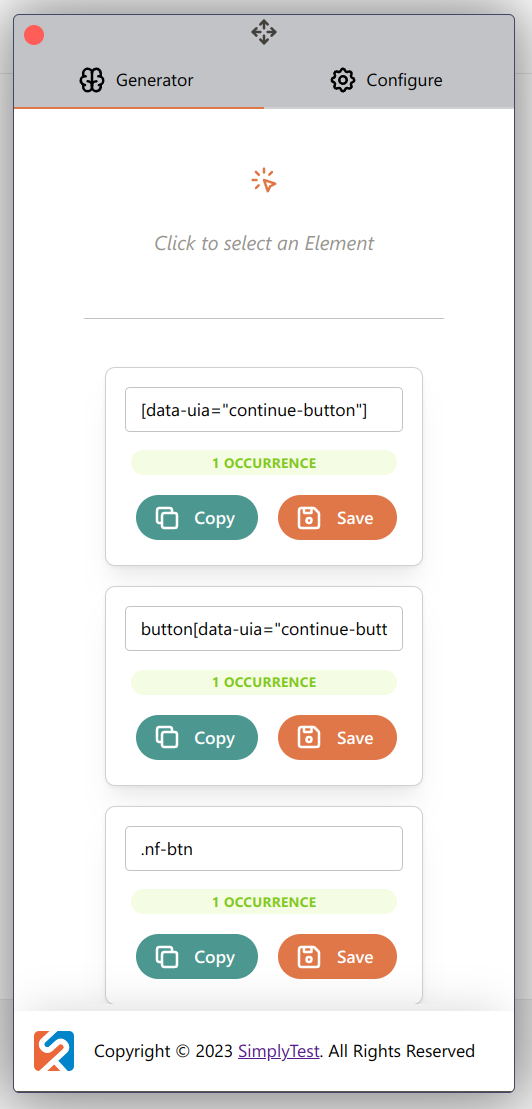 Generator
Configure
Click to select an Element
[data-uia="continue-button"]
1 OCCURRENCE
Copy
Save
button[data-uia="continue-butt
1 OCCURRENCE
Copy
Save
.nf-btn
1 OCCURRENCE
Copy
Save
Copyright © 2023 SimplyTest. All Rights Reserved